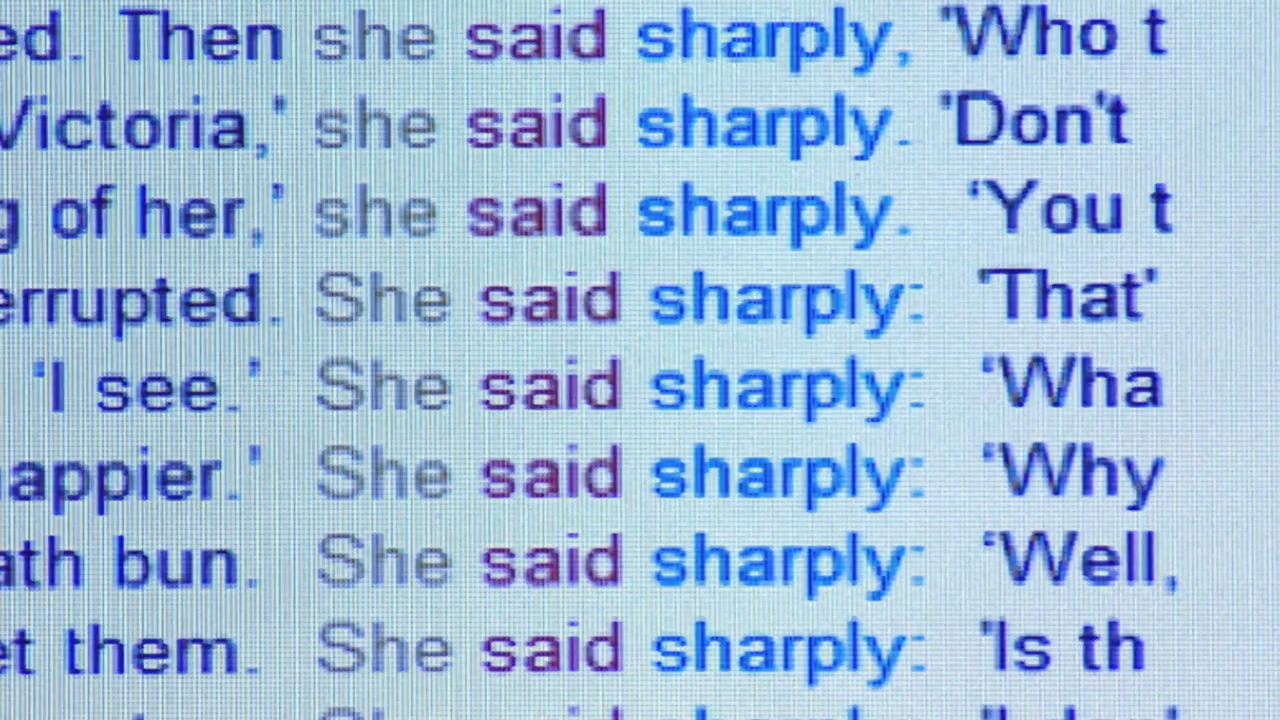 ed. Then she said sharply, 'Who t
Victoria,' she said sharply. 'Don't
g of her,' she said sharply. 'You t
errupted. She said sharply: 'That'
'I see.' She said sharply: 'Wha
appier.' She said sharply: 'Why
ath bun. She said sharply: 'Well,
et them. She said sharply: 'Is th